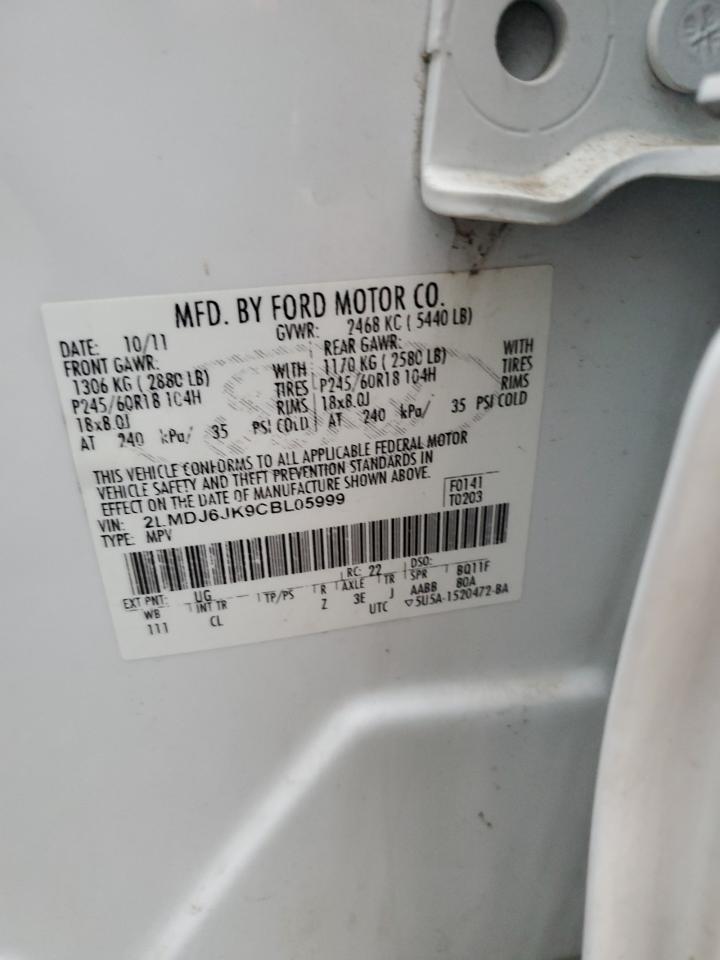 MFD. BY FORD MOTOR CO.
DATE: 10/11 GVWR: 2468 KG ( 5440 LB)
FRONT GAWR: REAR GAWR:
1306 KG ( 2880 LB) WITH 1170 KG ( 2580 LB) WITH
P245/60R18 104H TIRES P245/60R18 104H TIRES
18x8.0J RIMS 18x8.0J RIMS
AT 240 kPa/ 35 PSI COLD AT 240 kPa/ 35 PSI COLD
THIS VEHICLE CONFORMS TO ALL APPLICABLE FEDERAL MOTOR
VEHICLE SAFETY AND THEFT PREVENTION STANDARDS IN
EFFECT ON THE DATE OF MANUFACTURE SHOWN ABOVE.
VIN: 2LMDJ6JK9CBL05999 F0141
TYPE: MPV T0203
EXT PNT: UG RC: 22 DSO:
WB INT TR TP/PS R AXLE TR SPR BQ11F
111 CL Z 3E J AABB 80A
UTC ▽5U5A-1520472-BA